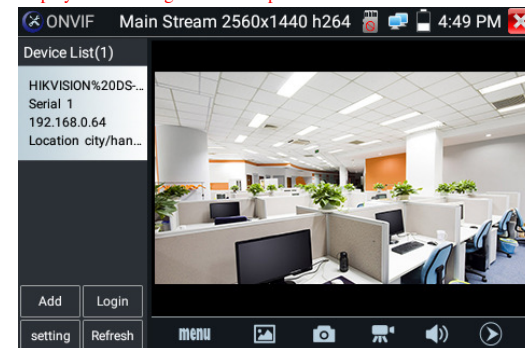 ONVIF Main Stream 2560x1440 h264 4:49 PM
Device List(1)
HIKVISION%20DS-...
Serial 1
192.168.0.64
Location city/han...
Add Login
setting Refresh
menu